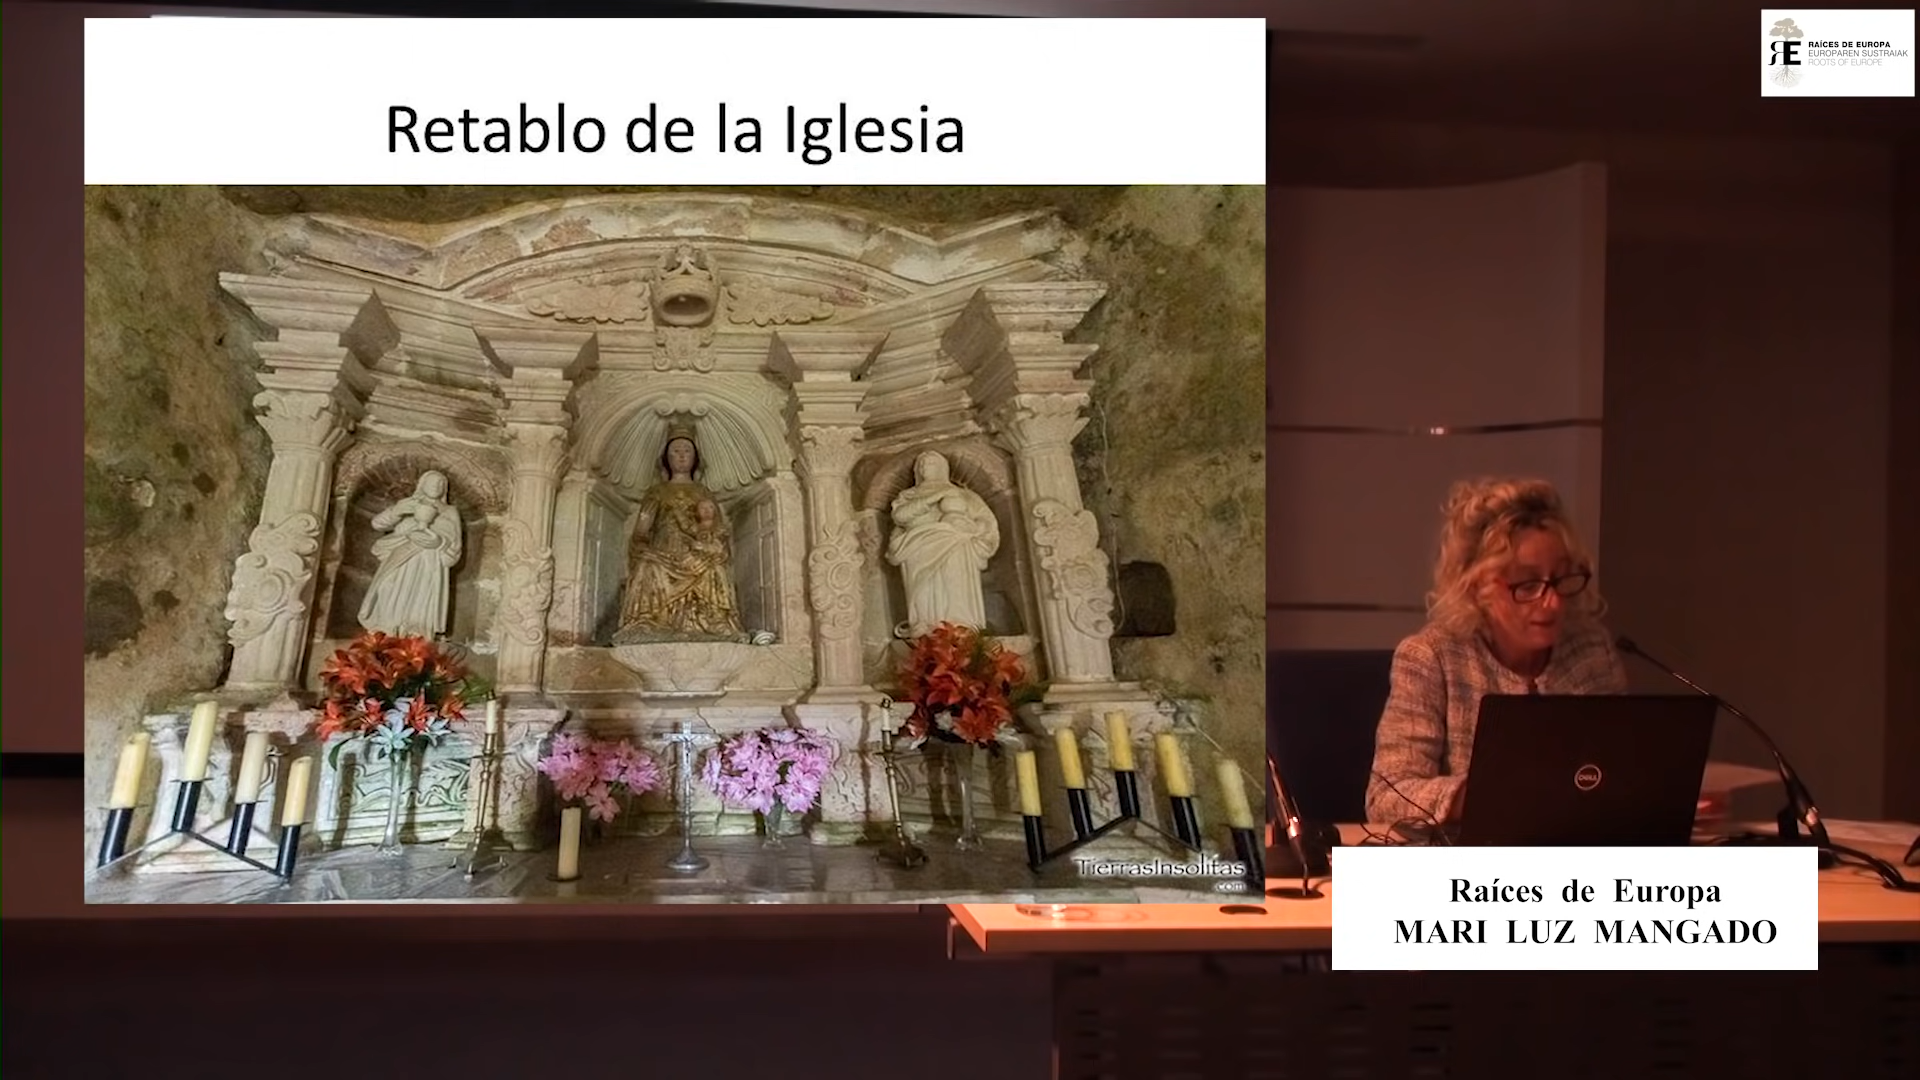 Retablo de la Iglesia
RAÍCES DE EUROPA
EUROPAREN SUSTRAIAK
ROOTS OF EUROPE
RE
DELL
TierrasInsolitas
.com
Raíces de Europa
MARI LUZ MANGADO